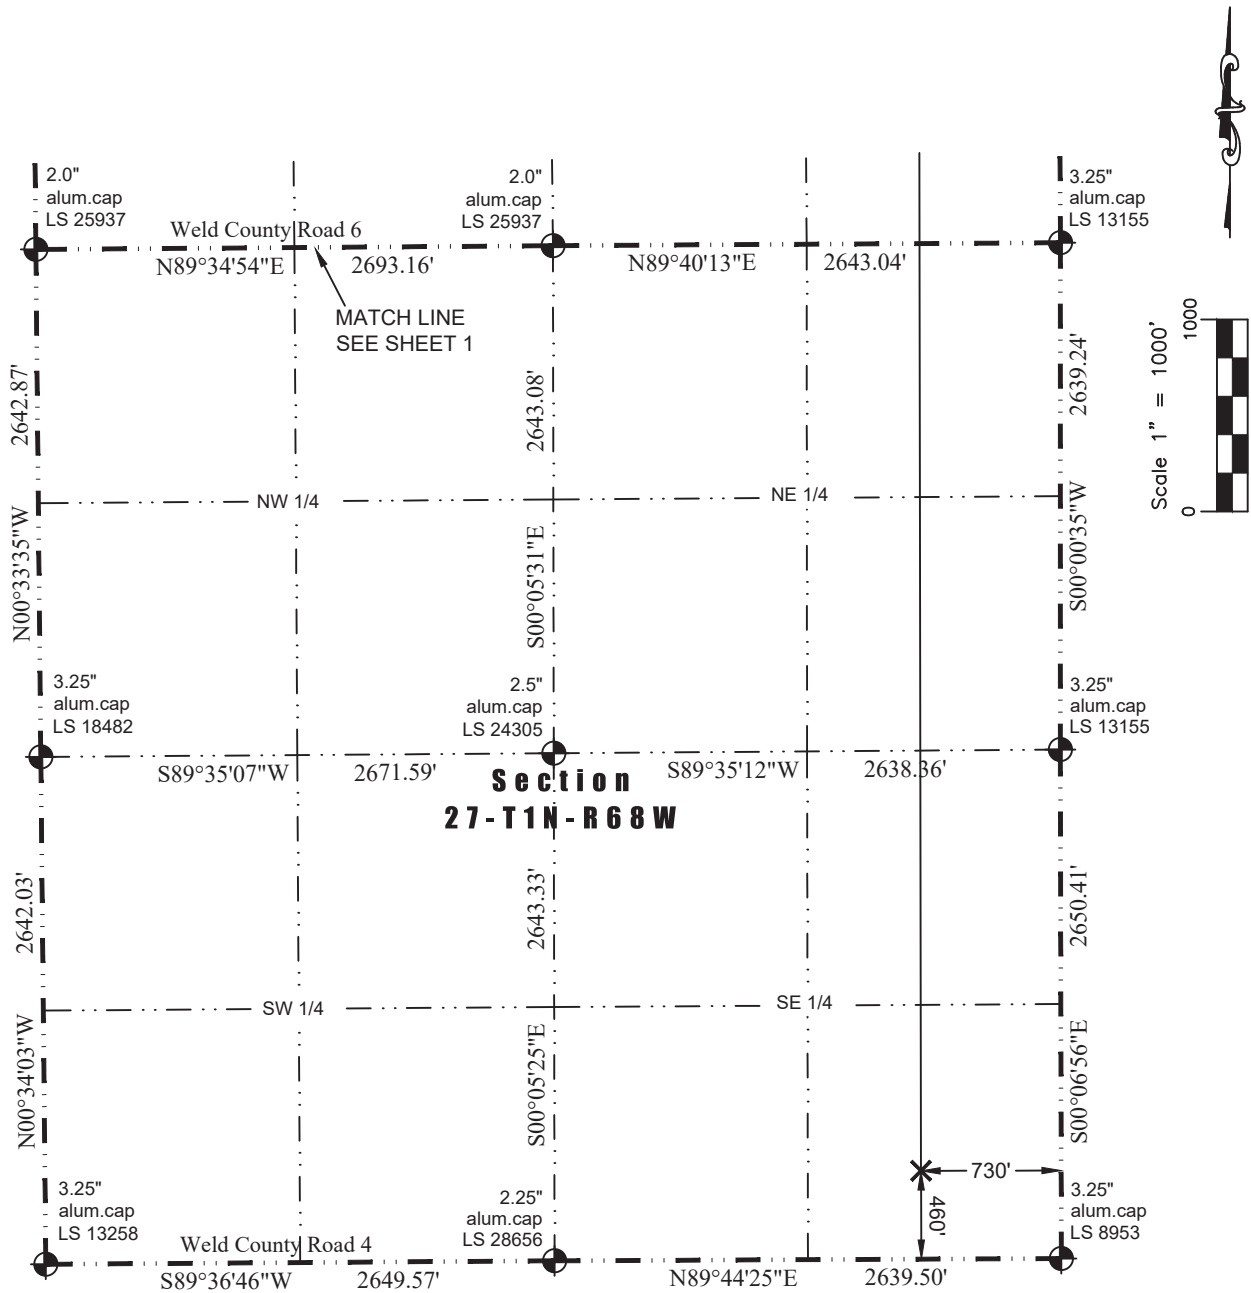 2.0"
alum.cap
LS 25937
2.0"
alum.cap
LS 25937
3.25"
alum.cap
LS 13155
Weld County Road 6
N89°34'54"E
2693.16'
N89°40'13"E
2643.04'
MATCH LINE
SEE SHEET 1
2642.87'
2643.08'
2639.24'
Scale 1" = 1000'
0
1000
NW 1/4
NE 1/4
N00°33'35"W
S00°05'31"E
S00°00'35"W
3.25"
alum.cap
LS 18482
2.5"
alum.cap
LS 24305
3.25"
alum.cap
LS 13155
S89°35'07"W
2671.59'
S89°35'12"W
2638.36'
Section
27-T1N-R68W
2642.03'
2643.33'
2650.41'
SW 1/4
SE 1/4
N00°34'03"W
S00°05'25"E
S00°06'56"E
730'
460'
3.25"
alum.cap
LS 13258
2.25"
alum.cap
LS 28656
3.25"
alum.cap
LS 8953
Weld County Road 4
S89°36'46"W
2649.57'
N89°44'25"E
2639.50'